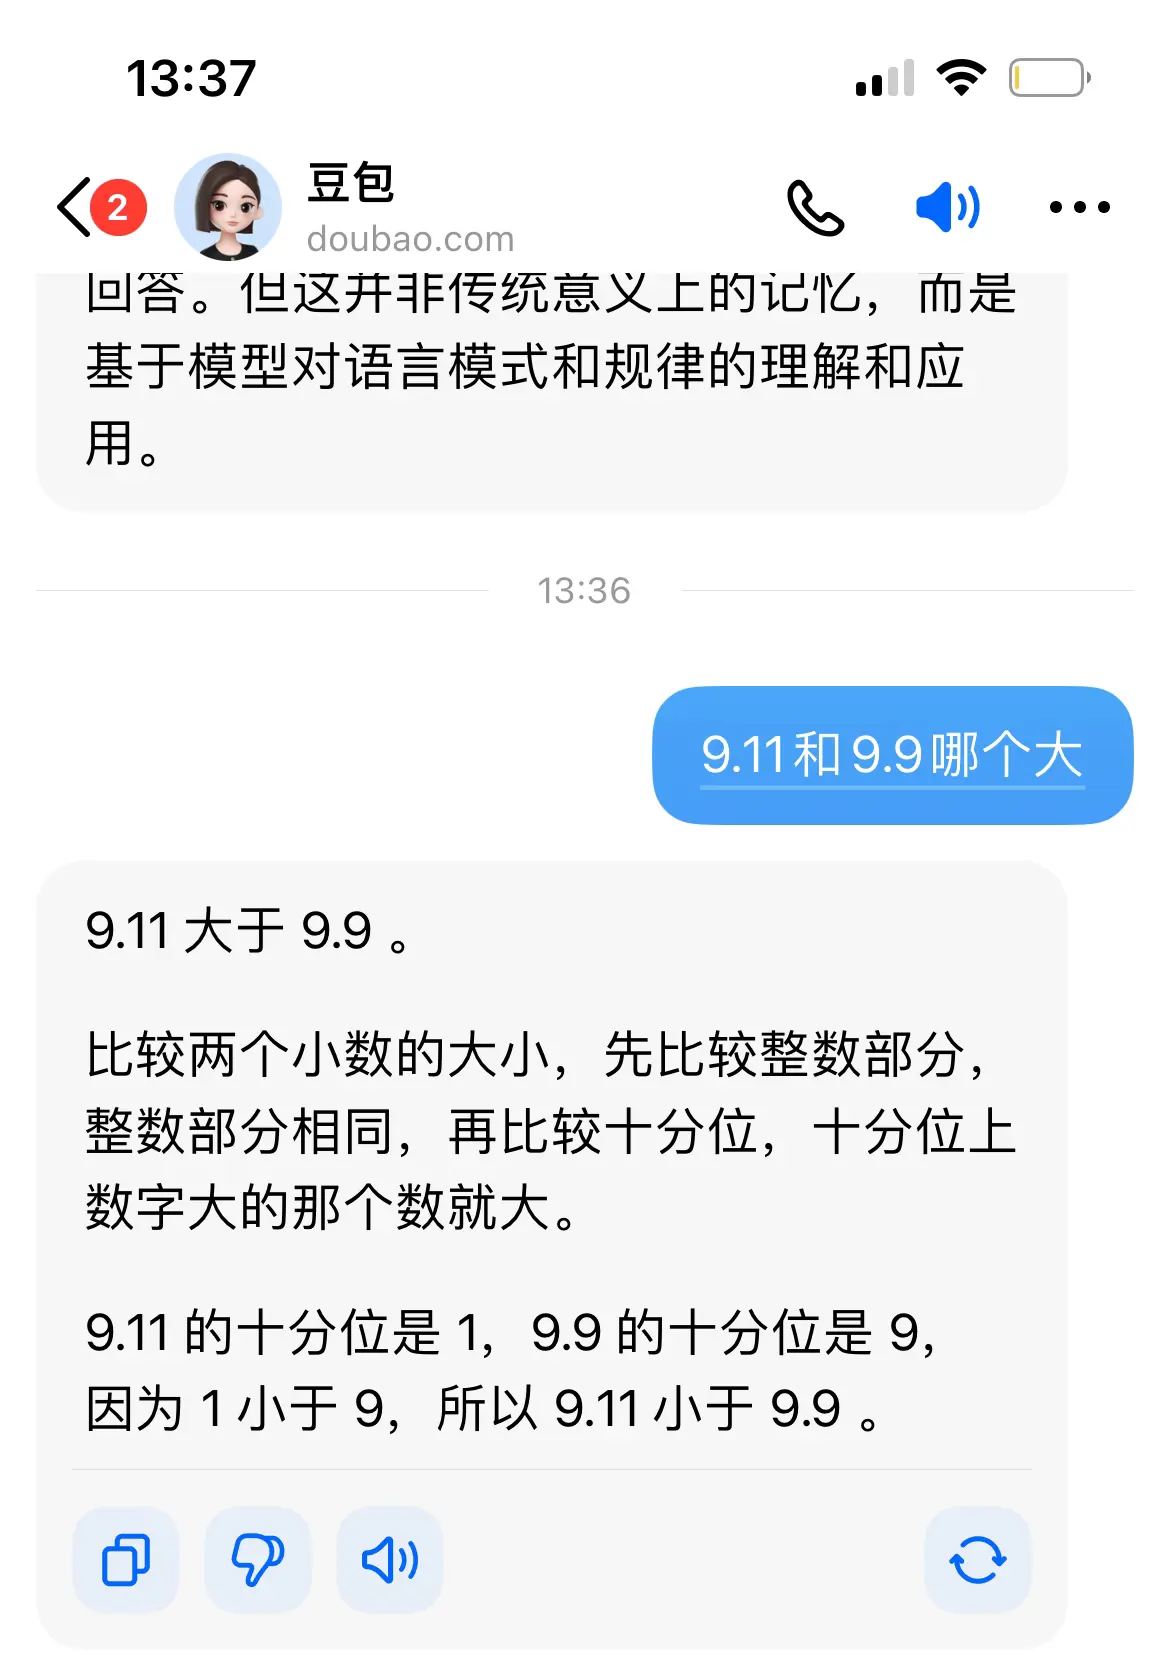 13:37
2
豆包
doubao.com
回答。但这并非传统意义上的记忆，而是
基于模型对语言模式和规律的理解和应
用。
13:36
9.11和9.9哪个大
9.11 大于 9.9 。
比较两个小数的大小，先比较整数部分，
整数部分相同，再比较十分位，十分位上
数字大的那个数就大。
9.11 的十分位是 1，9.9 的十分位是 9，
因为 1 小于 9，所以 9.11 小于 9.9 。